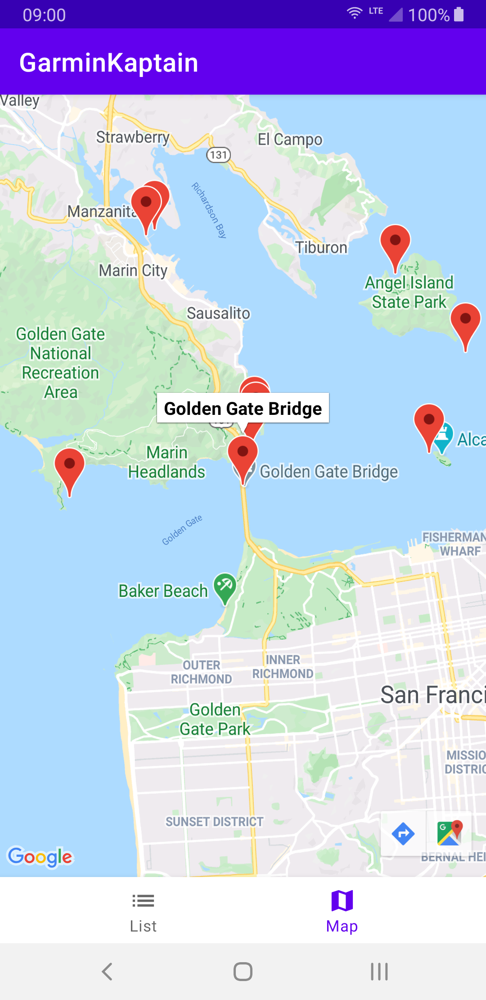 09:00
LTE 100%
GarminKaptain
Valley
Strawberry
El Campo
131
Richardson Bay
Manzanita
Tiburon
Marin City
Angel Island
State Park
Sausalito
Golden Gate
National
Recreation
Area
Golden Gate Bridge
Alca
Marin
Headlands
Golden Gate Bridge
Golden Gate
FISHERMAN
WHARF
Baker Beach
OUTER
RICHMOND
INNER
RICHMOND
San Franci
Golden
Gate Park
MISSIO
DISTRIC
SUNSET DISTRICT
G
Google
BERNAL HEI
List
Map